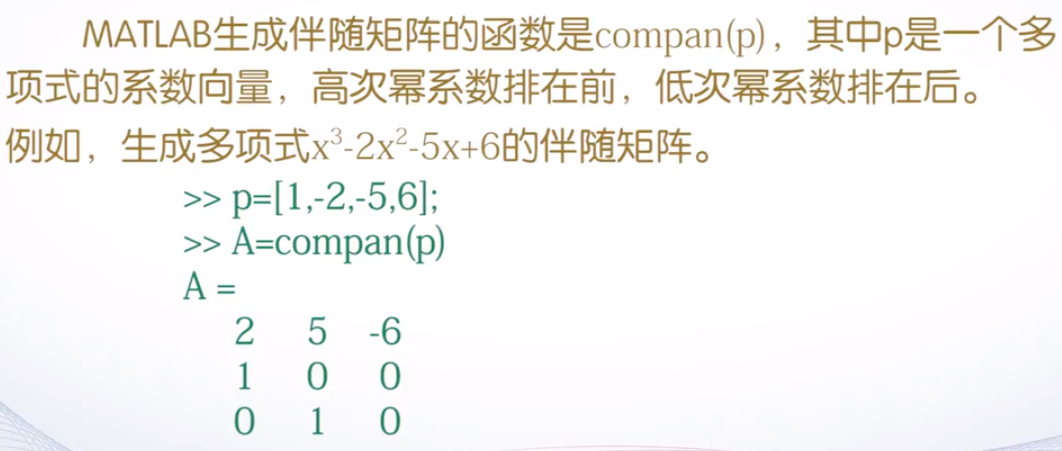 MATLAB生成伴随矩阵的函数是compan(p)，其中p是一个多
项式的系数向量，高次幂系数排在前，低次幂系数排在后。
例如，生成多项式x³-2x²-5x+6的伴随矩阵。
>> p=[1,-2,-5,6];
>> A=compan(p)
A =
2 5 -6
1 0 0
0 1 0